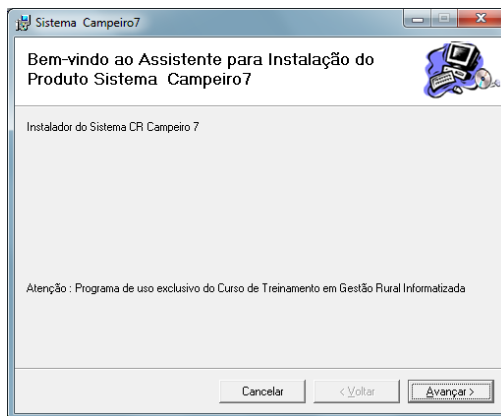 Sistema Campeiro7
Bem-vindo ao Assistente para Instalação do
Produto Sistema Campeiro7
Instalador do Sistema CR Campeiro 7
Atenção : Programa de uso exclusivo do Curso de Treinamento em Gestão Rural Informatizada
Cancelar
< Voltar
Avançar >